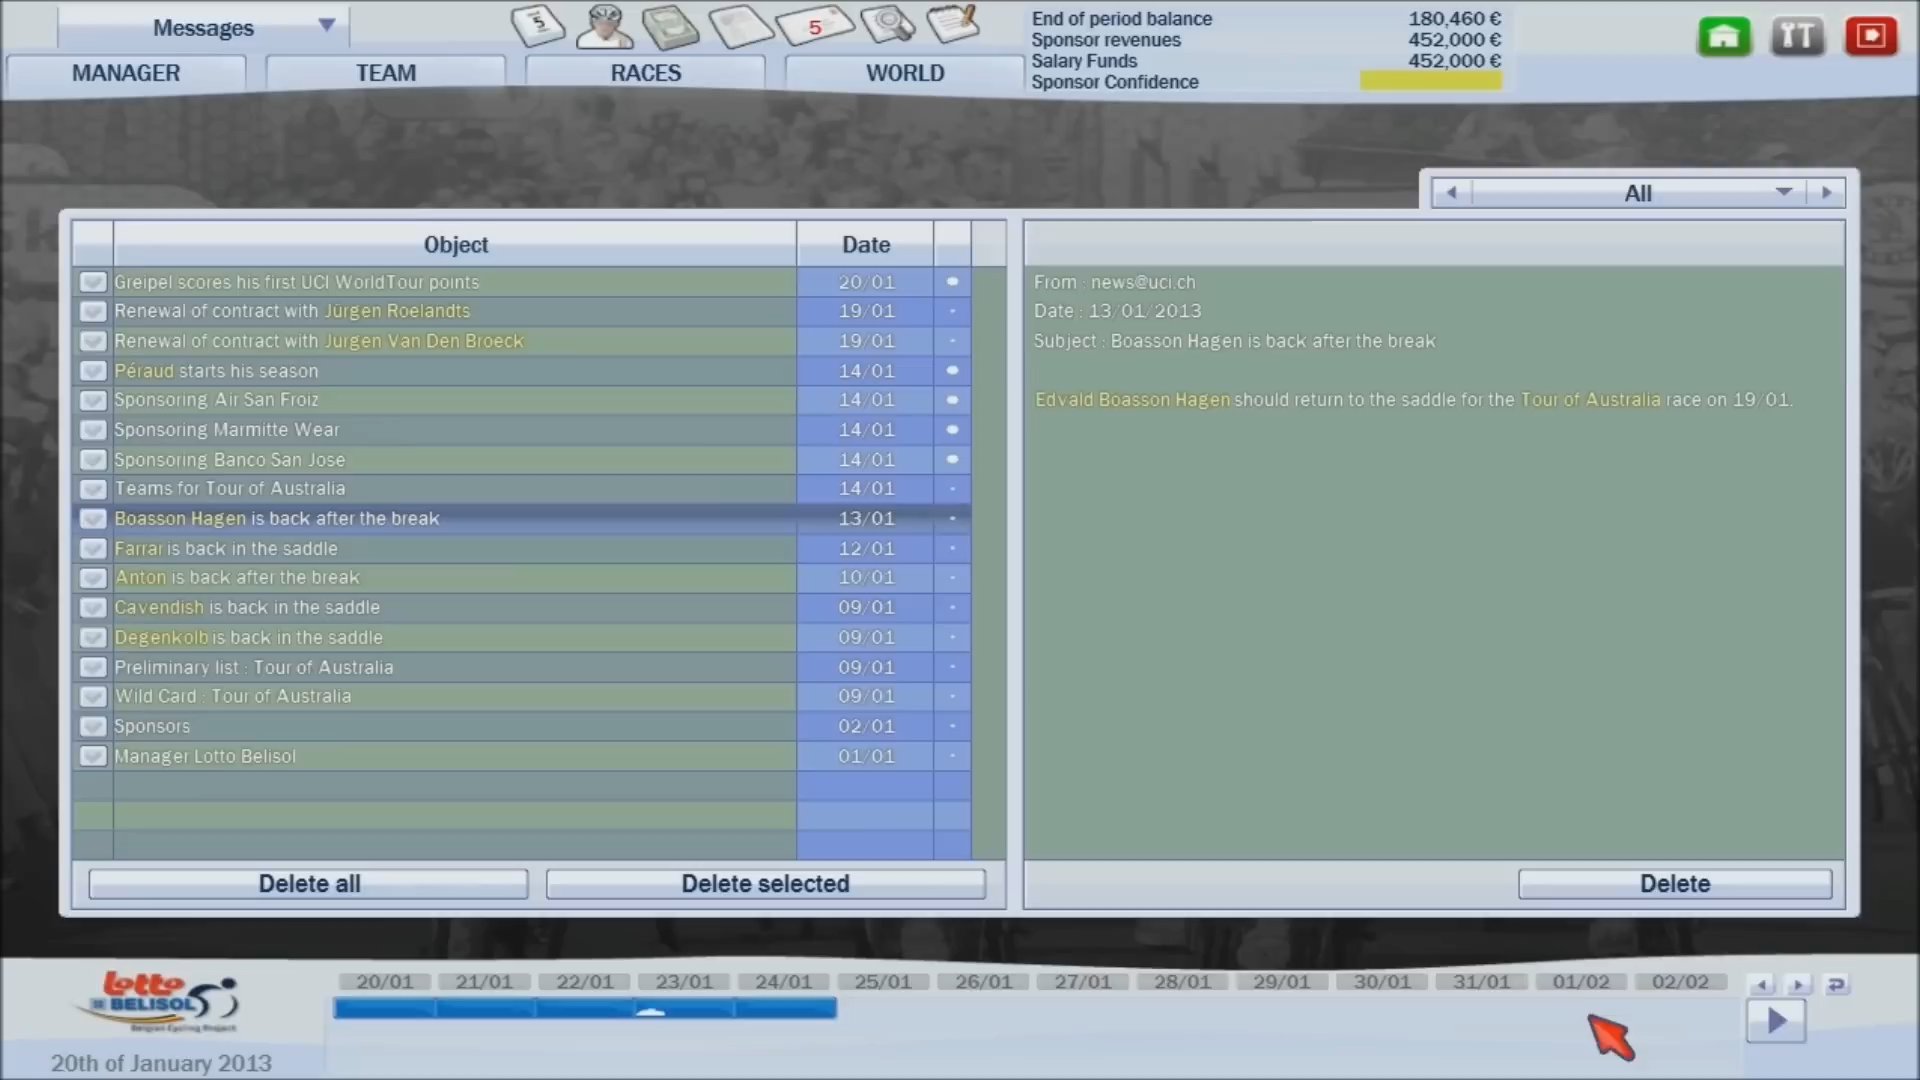 Messages
5
5
End of period balance 180,460 €
Sponsor revenues 452,000 €
Salary Funds 452,000 €
Sponsor Confidence
MANAGER TEAM RACES WORLD
All
Object Date
Greipel scores his first UCI WorldTour points 20/01
Renewal of contract with Jürgen Roelandts 19/01
Renewal of contract with Jurgen Van Den Broeck 19/01
Péraud starts his season 14/01
Sponsoring Air San Froiz 14/01
Sponsoring Marmitte Wear 14/01
Sponsoring Banco San Jose 14/01
Teams for Tour of Australia 14/01
Boasson Hagen is back after the break 13/01
Farrar is back in the saddle 12/01
Anton is back after the break 10/01
Cavendish is back in the saddle 09/01
Degenkolb is back in the saddle 09/01
Preliminary list : Tour of Australia 09/01
Wild Card : Tour of Australia 09/01
Sponsors 02/01
Manager Lotto Belisol 01/01
Delete all Delete selected
From : news@uci.ch
Date : 13/01/2013
Subject : Boasson Hagen is back after the break
Edvald Boasson Hagen should return to the saddle for the Tour of Australia race on 19/01.
Delete
lotto
BELISOL
Belgian Cycling Project
20th of January 2013
20/01 21/01 22/01 23/01 24/01 25/01 26/01 27/01 28/01 29/01 30/01 31/01 01/02 02/02